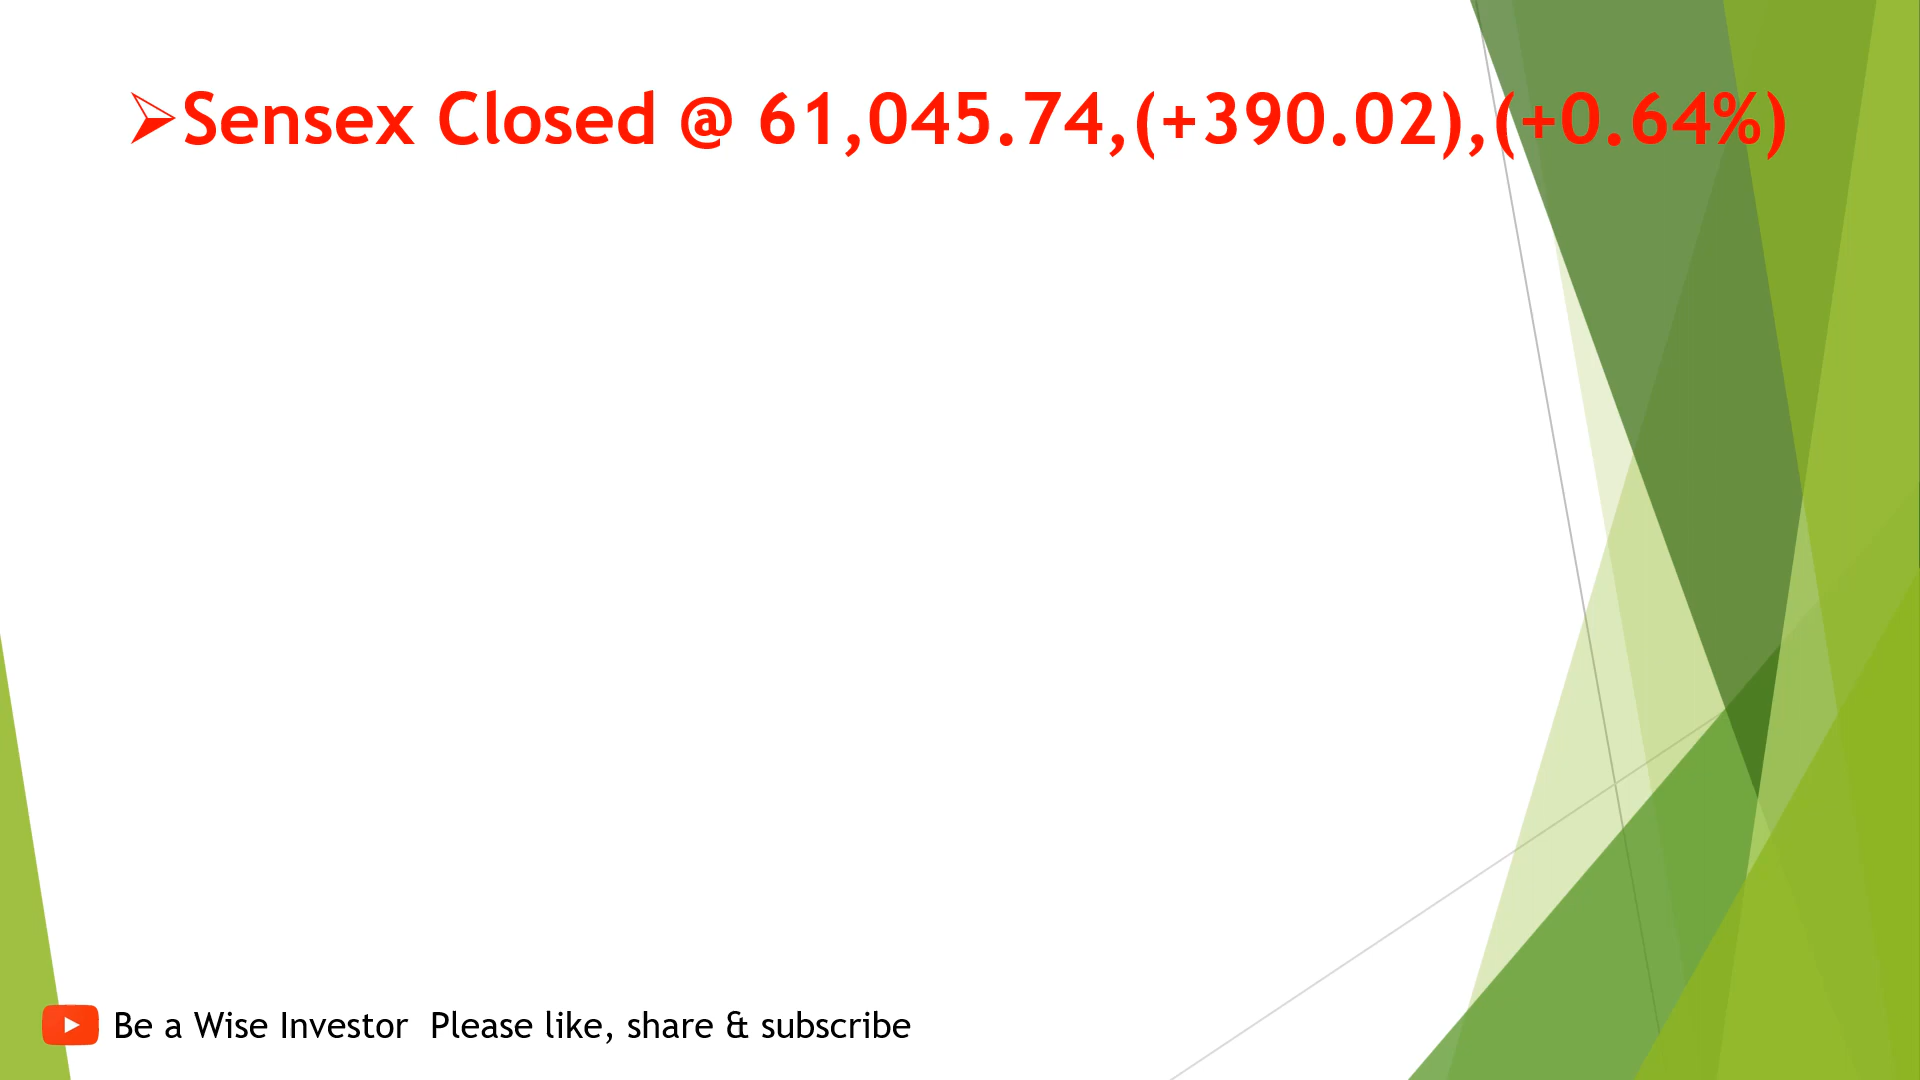 ➢Sensex Closed @ 61,045.74,(+390.02),(+0.64%)
Be a Wise Investor  Please like, share & subscribe